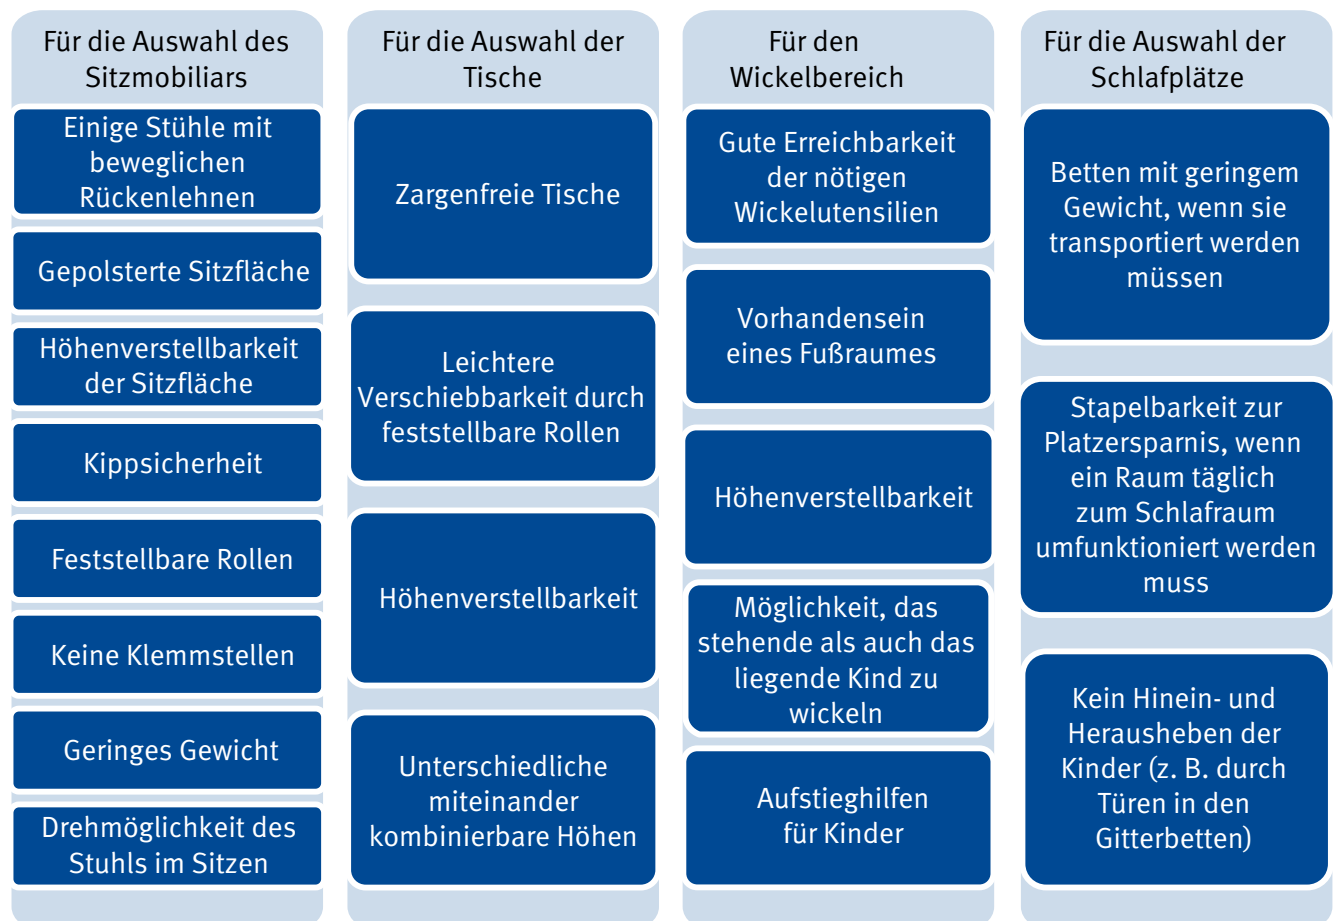 Für die Auswahl des
Sitzmobiliars
Einige Stühle mit
beweglichen
Rückenlehnen
Gepolsterte Sitzfläche
Höhenverstellbarkeit
der Sitzfläche
Kippsicherheit
Feststellbare Rollen
Keine Klemmstellen
Geringes Gewicht
Drehmöglichkeit des
Stuhls im Sitzen
Für die Auswahl der
Tische
Zargenfreie Tische
Leichtere
Verschiebbarkeit durch
feststellbare Rollen
Höhenverstellbarkeit
Unterschiedliche
miteinander
kombinierbare Höhen
Für den
Wickelbereich
Gute Erreichbarkeit
der nötigen
Wickelutensilien
Vorhandensein
eines Fußraumes
Höhenverstellbarkeit
Möglichkeit, das
stehende als auch das
liegende Kind zu
wickeln
Aufstieghilfen
für Kinder
Für die Auswahl der
Schlafplätze
Betten mit geringem
Gewicht, wenn sie
transportiert werden
müssen
Stapelbarkeit zur
Platzersparnis, wenn
ein Raum täglich
zum Schlafraum
umfunktioniert werden
muss
Kein Hinein- und
Herausheben der
Kinder (z. B. durch
Türen in den
Gitterbetten)